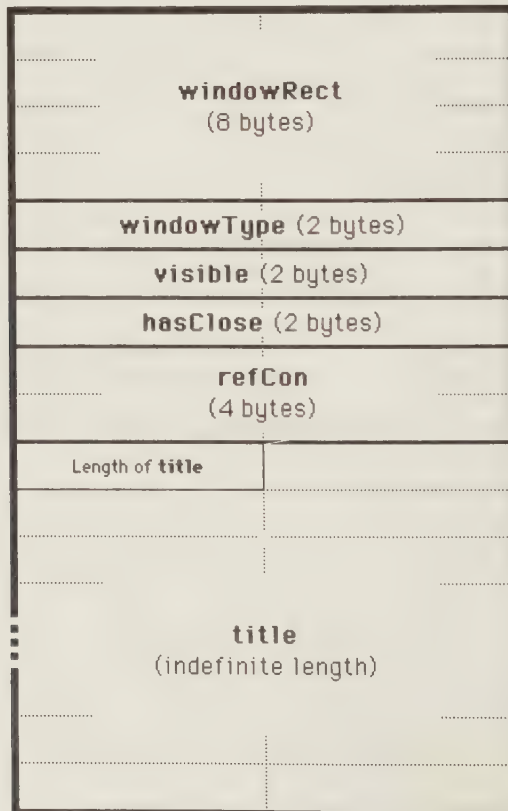 windowRect
(8 bytes)
windowType (2 bytes)
visible (2 bytes)
hasClose (2 bytes)
refCon
(4 bytes)
Length of title
title
(indefinite length)